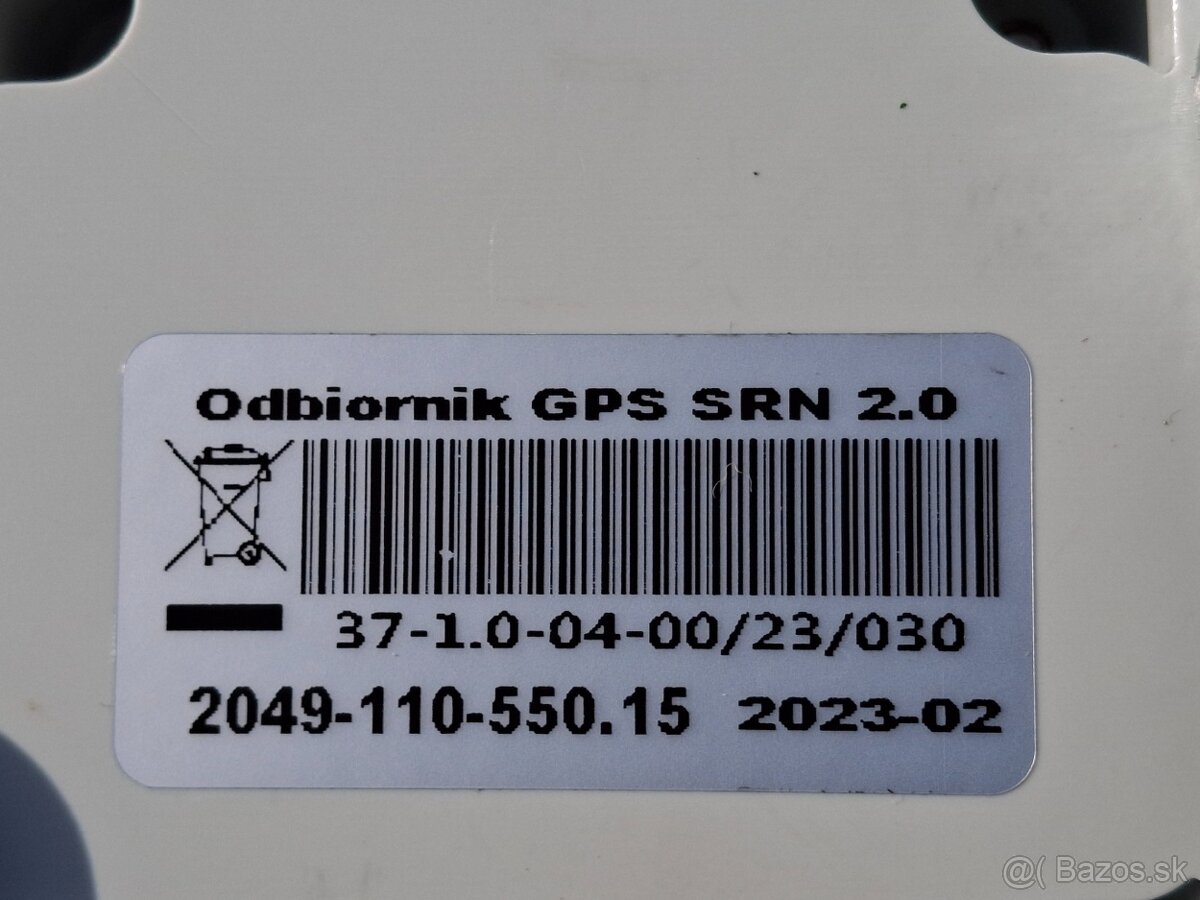 Odbiornik GPS SRN 2.0
37-1.0-04-00/23/030
2049-110-550.15 2023-02
@( Bazos.sk